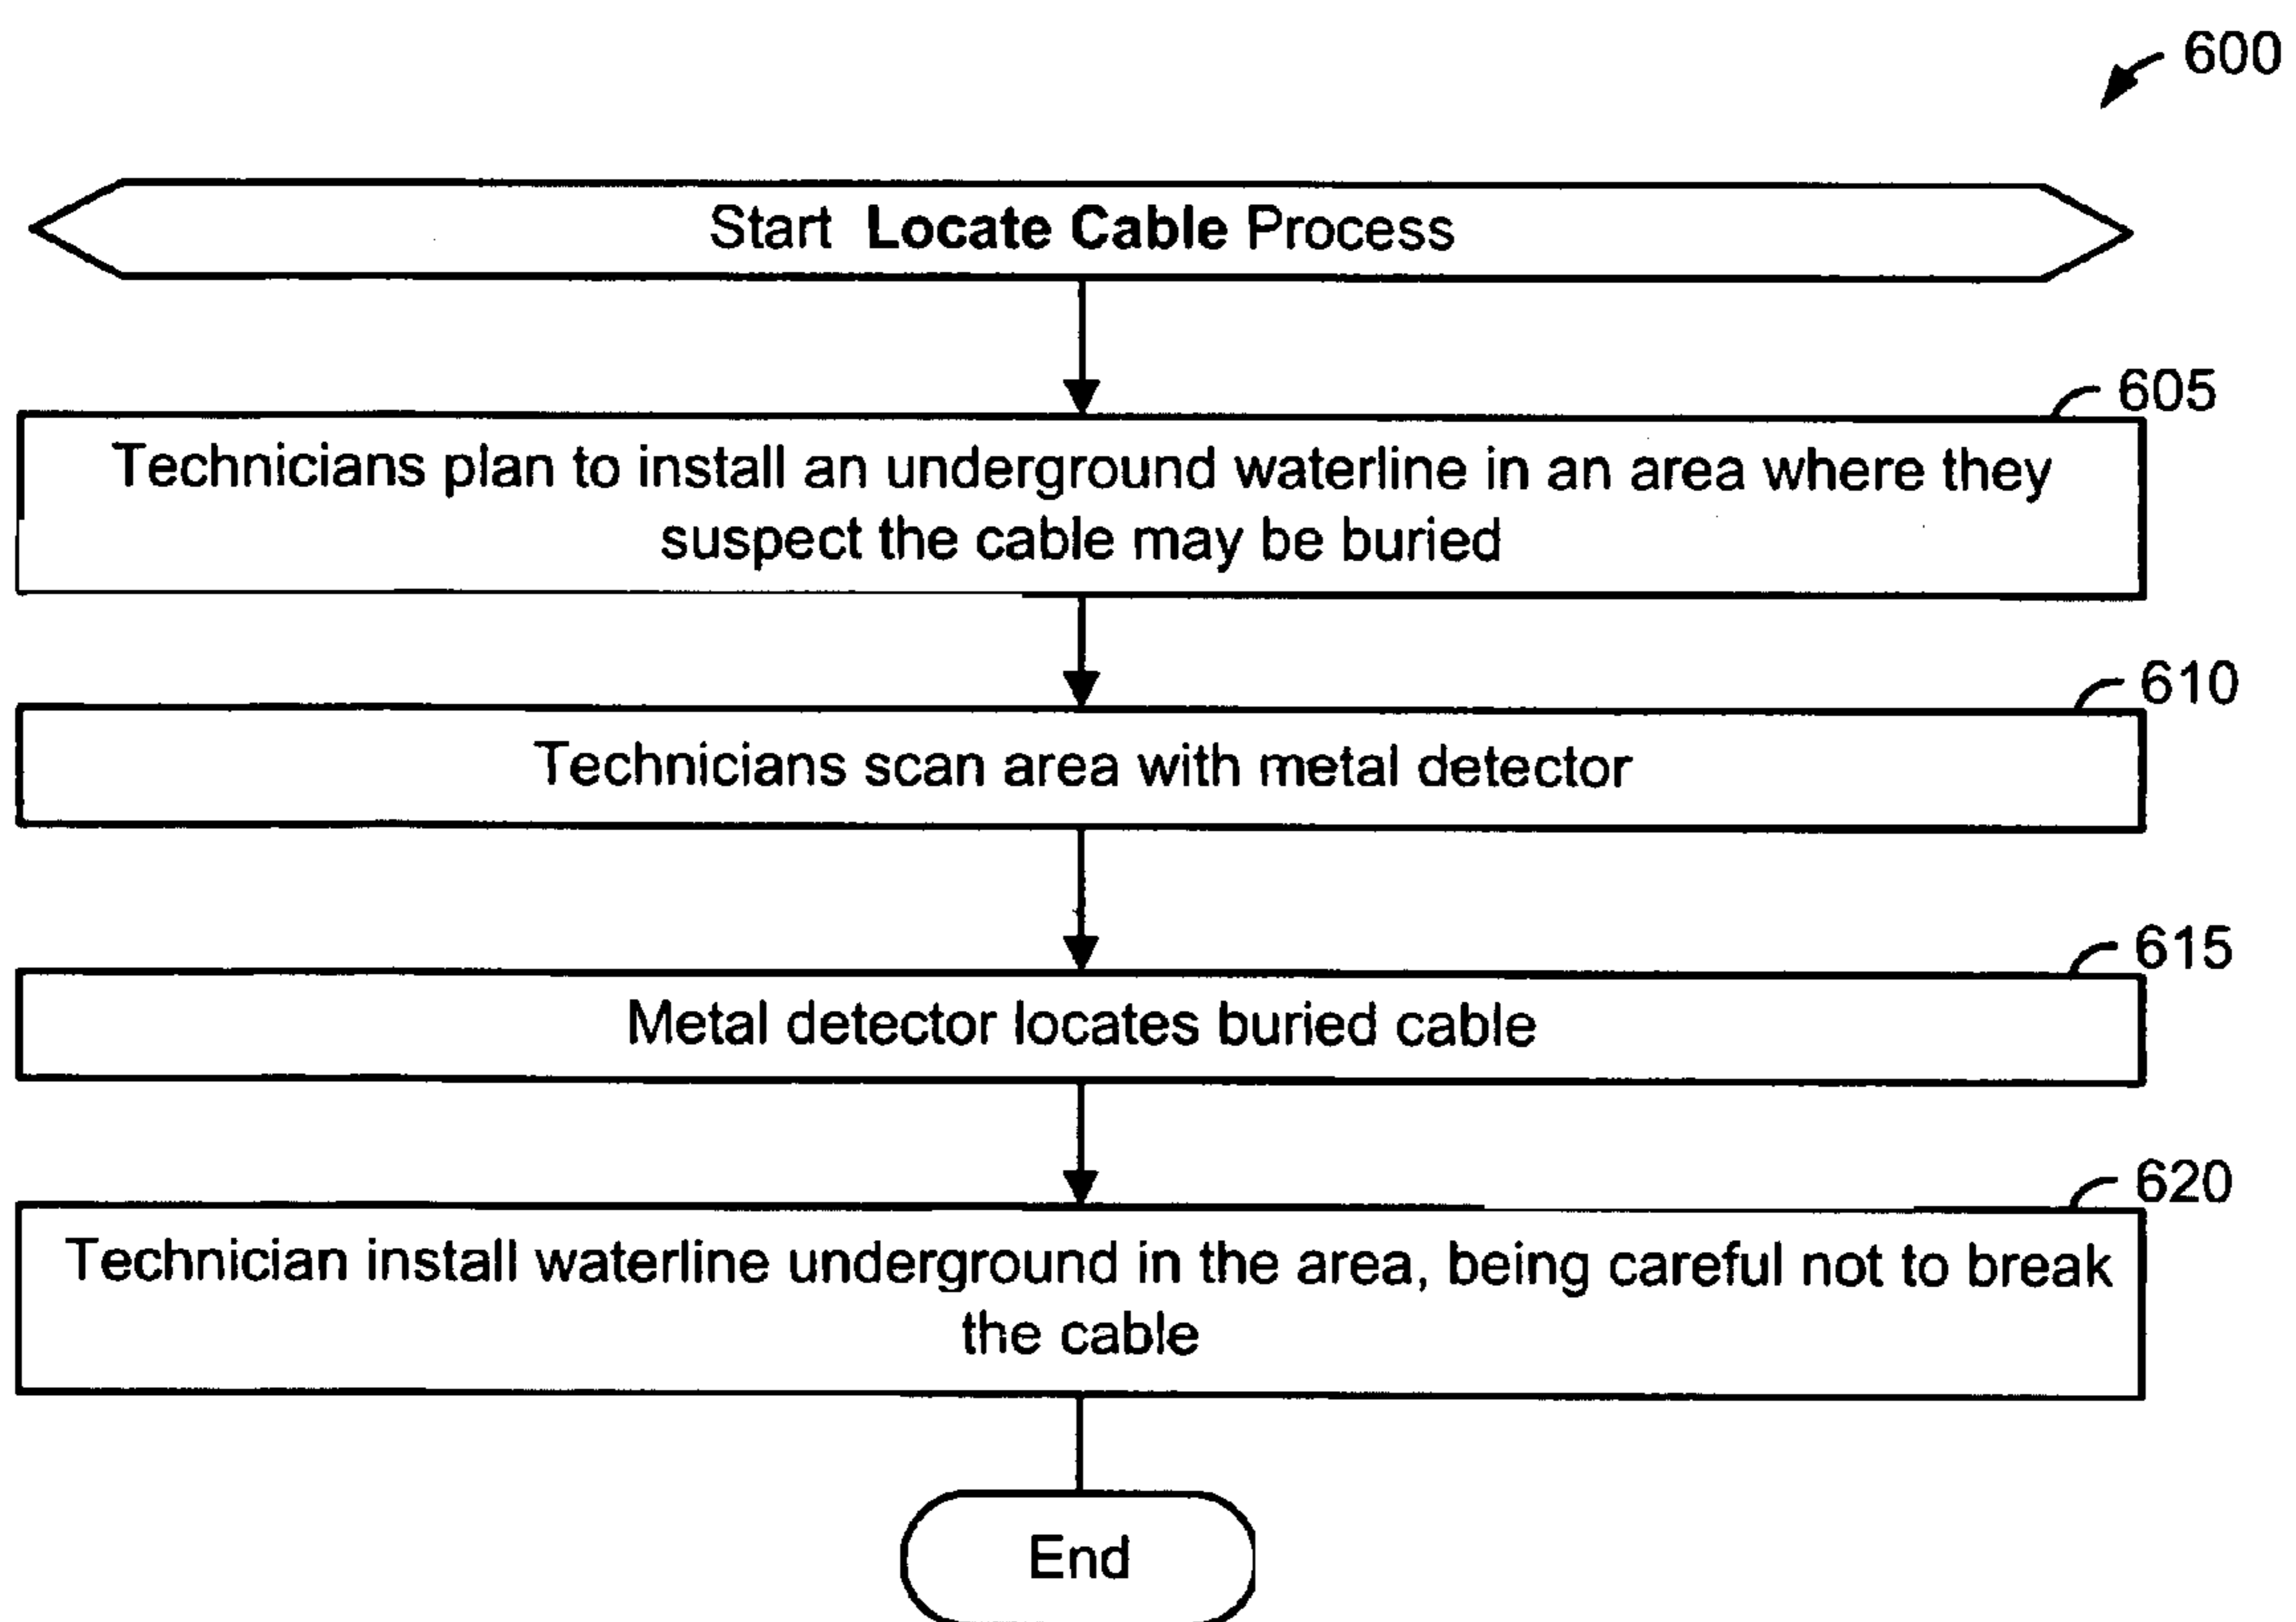 600
Start Locate Cable Process
605
Technicians plan to install an underground waterline in an area where they
suspect the cable may be buried
610
Technicians scan area with metal detector
615
Metal detector locates buried cable
620
Technician install waterline underground in the area, being careful not to break
the cable
End